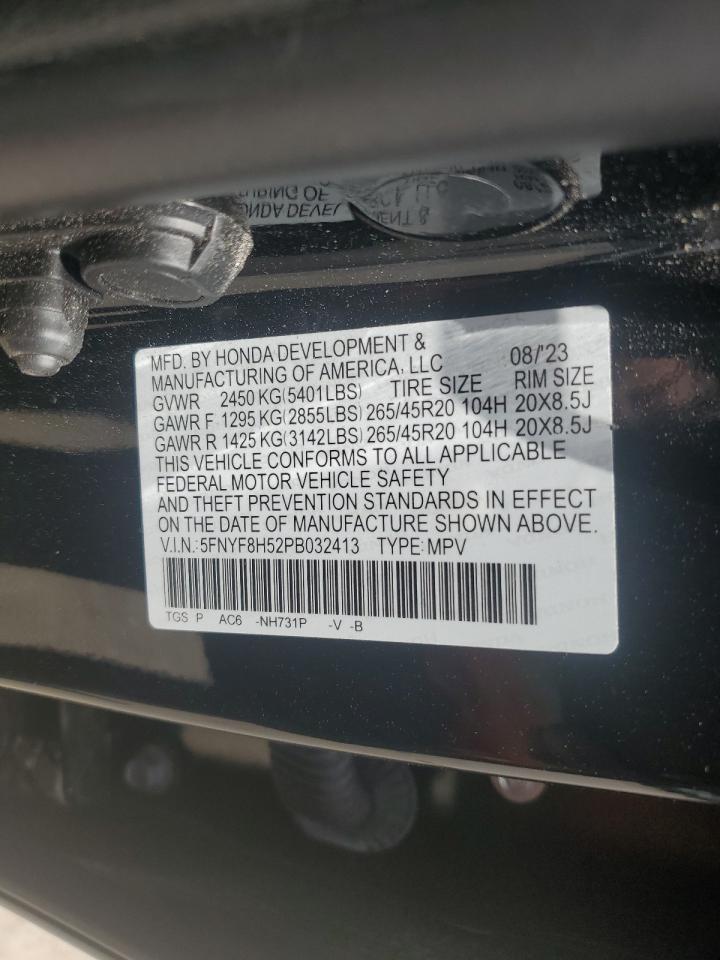 MFD. BY HONDA DEVELOPMENT &
MANUFACTURING OF AMERICA, LLC 08/'23
GVWR 2450 KG(5401LBS) TIRE SIZE RIM SIZE
GAWR F 1295 KG(2855LBS) 265/45R20 104H 20X8.5J
GAWR R 1425 KG(3142LBS) 265/45R20 104H 20X8.5J
THIS VEHICLE CONFORMS TO ALL APPLICABLE
FEDERAL MOTOR VEHICLE SAFETY
AND THEFT PREVENTION STANDARDS IN EFFECT
ON THE DATE OF MANUFACTURE SHOWN ABOVE.
V.I.N.:5FNYF8H52PB032413 TYPE:MPV
TGS P AC6 -NH731P -V -B